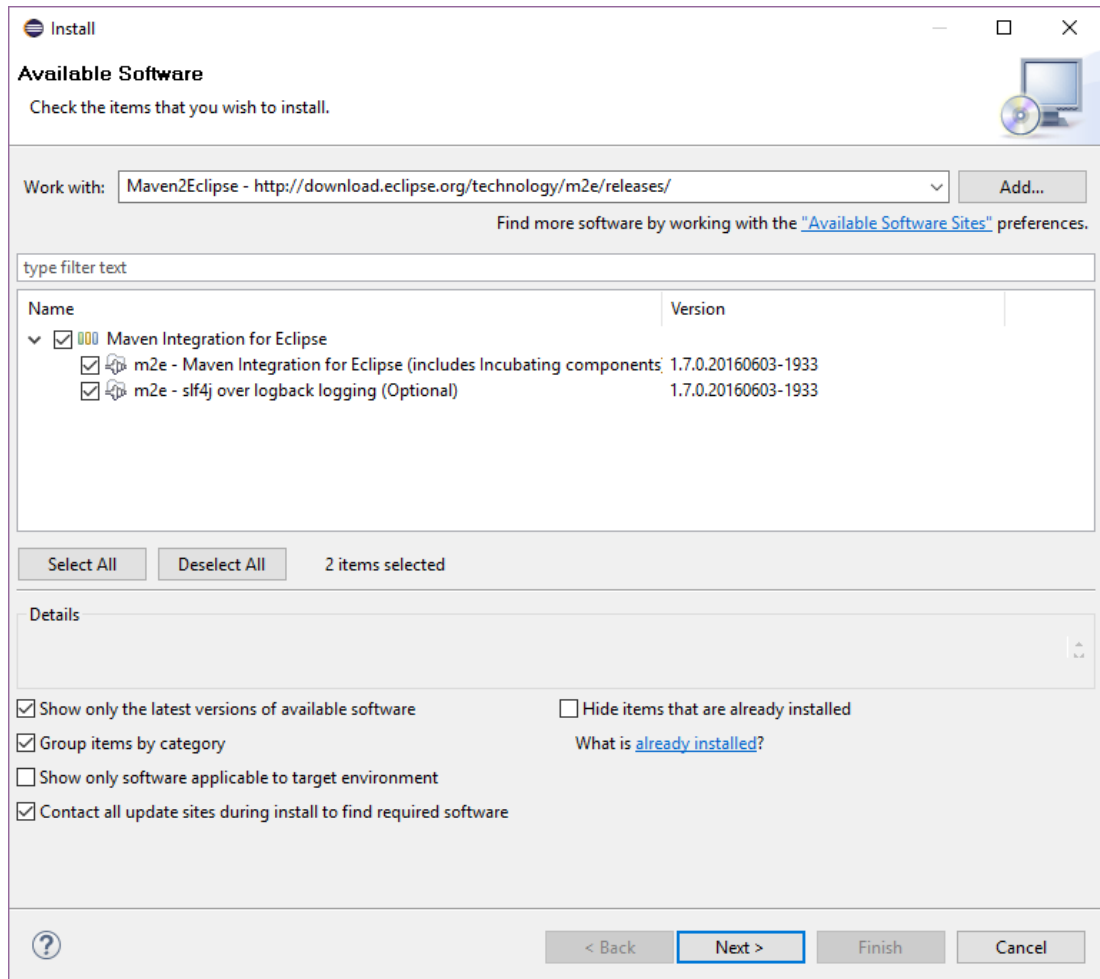 Install
Available Software
Check the items that you wish to install.
Work with: Maven2Eclipse - http://download.eclipse.org/technology/m2e/releases/ Add...
Find more software by working with the "Available Software Sites" preferences.
type filter text
Name Version
Maven Integration for Eclipse
m2e - Maven Integration for Eclipse (includes Incubating components 1.7.0.20160603-1933
m2e - slf4j over logback logging (Optional) 1.7.0.20160603-1933
Select All Deselect All 2 items selected
Details
Show only the latest versions of available software Hide items that are already installed
Group items by category What is already installed?
Show only software applicable to target environment
Contact all update sites during install to find required software
? < Back Next > Finish Cancel